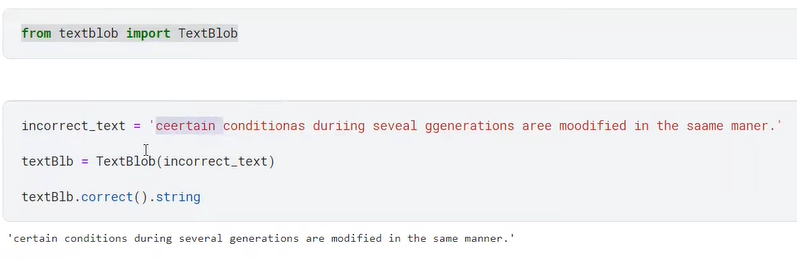 from textblob import TextBlob
incorrect_text = 'ceertain conditionas duriing seveal ggenerations aree moodified in the saame maner.'
textBlb = TextBlob(incorrect_text)
textBlb.correct().string
'certain conditions during several generations are modified in the same manner.'